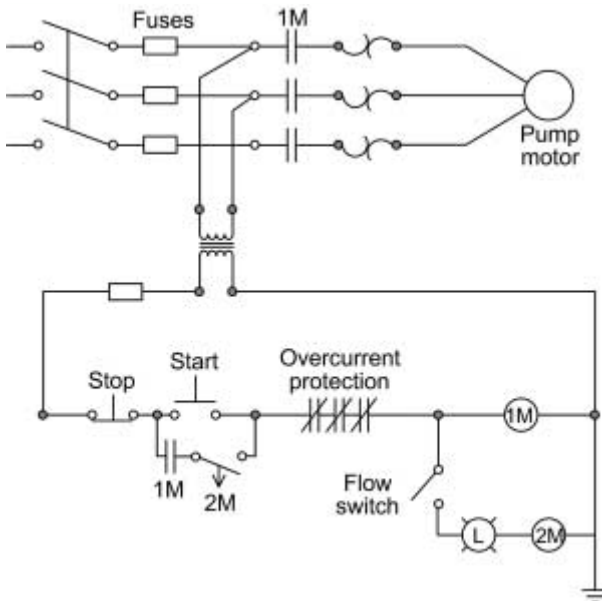 Fuses
1M
Pump
motor
Start
Stop
Overcurrent
protection
1M
1M
2M
Flow
switch
L
2M